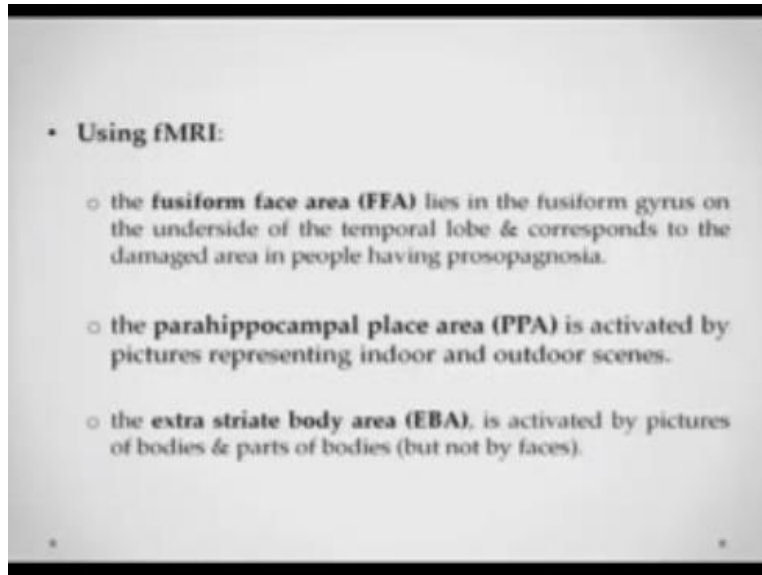 • Using fMRI:
o the fusiform face area (FFA) lies in the fusiform gyrus on
the underside of the temporal lobe & corresponds to the
damaged area in people having prosopagnosia.
o the parahippocampal place area (PPA) is activated by
pictures representing indoor and outdoor scenes.
o the extra striate body area (EBA), is activated by pictures
of bodies & parts of bodies (but not by faces).